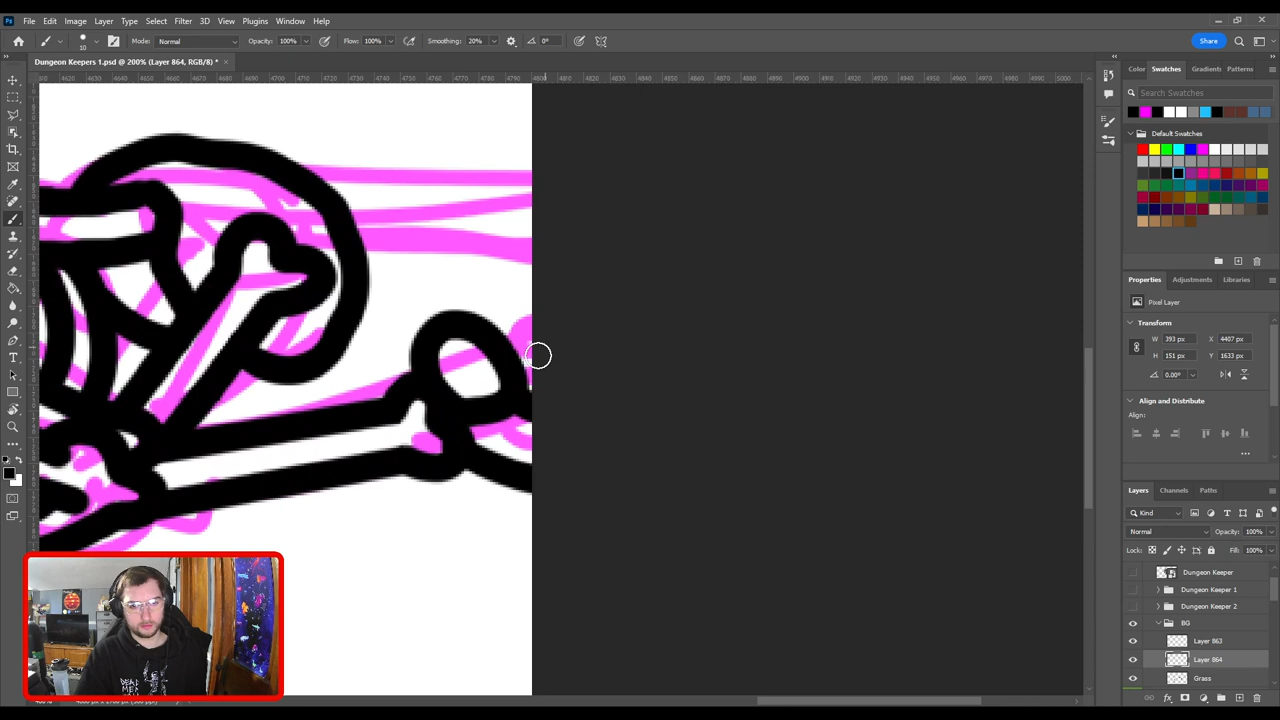 File Edit Image Layer Type Select Filter 3D View Plugins Window Help
10 Mode: Normal Opacity: 100% Flow: 100% Smoothing: 20% 0° Share
Dungeon Keepers 1.psd @ 200% (Layer 864, RGB/8) * ×
Color Swatches Gradients Patterns
Search Swatches
Default Swatches
Properties Adjustments Libraries
Pixel Layer
Transform
W 393 px X 4407 px
H 151 px Y 1633 px
0.00°
Align and Distribute
Align:
Layers Channels Paths
Kind
Normal Opacity: 100%
Lock: Fill: 100%
Dungeon Keeper
Dungeon Keeper 1
Dungeon Keeper 2
BG
Layer 863
Layer 864
Grass